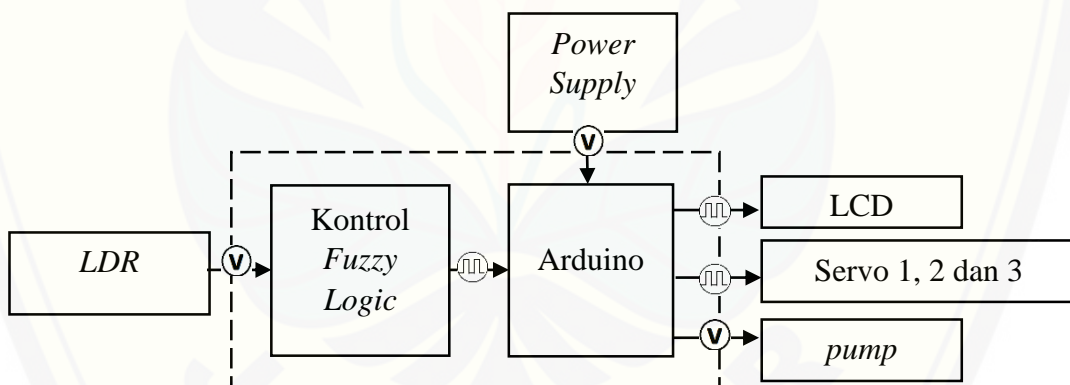 Power
Supply
V
LDR
V
Kontrol
Fuzzy
Logic
Arduino
LCD
Servo 1, 2 dan 3
V
pump